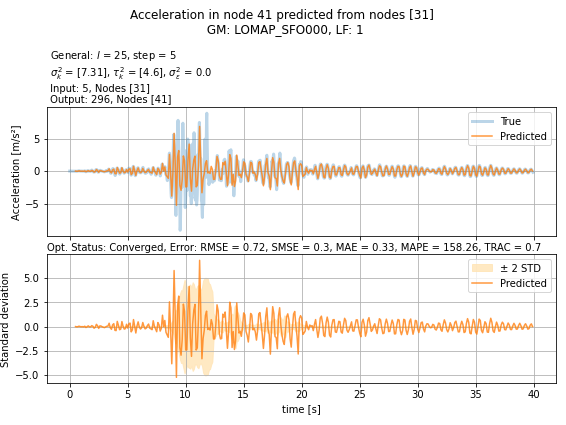 Acceleration in node 41 predicted from nodes [31]
GM: LOMAP_SFO000, LF: 1
General: l = 25, step = 5
σ²ₖ = [7.31], τ²ₖ = [4.6], σ²ε = 0.0
Input: 5, Nodes [31]
Output: 296, Nodes [41]
Acceleration [m/s²]
5
0
−5
True
Predicted
Opt. Status: Converged, Error: RMSE = 0.72, SMSE = 0.3, MAE = 0.33, MAPE = 158.26, TRAC = 0.7
Standard deviation
5.0
2.5
0.0
−2.5
−5.0
± 2 STD
Predicted
0 5 10 15 20 25 30 35 40
time [s]